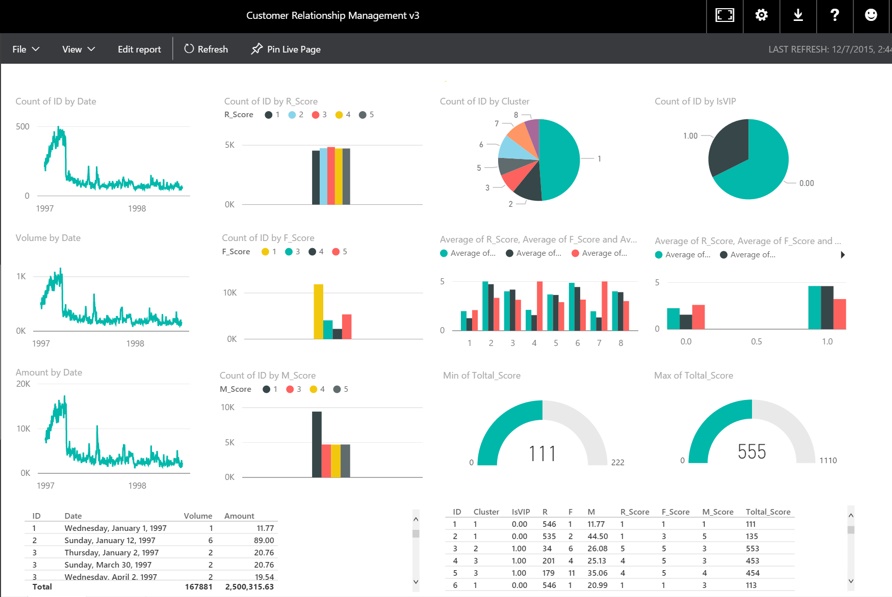 Customer Relationship Management v3
File View Edit report Refresh Pin Live Page LAST REFRESH: 12/7/2015, 2:44
Count of ID by Date
500
0
1997 1998
Count of ID by R_Score
R_Score 1 2 3 4 5
5K
0K
Count of ID by Cluster
8
7
6
5
3
2
1
Count of ID by IsVIP
1.00
0.00
Volume by Date
1K
0K
1997 1998
Count of ID by F_Score
F_Score 1 3 4 5
10K
0K
Average of R_Score, Average of F_Score and Av...
Average of... Average of... Average of...
5
0
1 2 3 4 5 6 7 8
Average of R_Score, Average of F_Score and ...
Average of... Average of...
5
0
0.0 0.5 1.0
Amount by Date
20K
10K
0K
1997 1998
Count of ID by M_Score
M_Score 1 3 4 5
10K
5K
0K
Min of Toltal_Score
111
0 222
Max of Toltal_Score
555
0 1110
ID Date Volume Amount
1 Wednesday, January 1, 1997 1 11.77
2 Sunday, January 12, 1997 6 89.00
3 Thursday, January 2, 1997 2 20.76
3 Sunday, March 30, 1997 2 20.76
3 Wednesday, April 2, 1997 2 19.54
Total 167881 2,500,315.63
ID Cluster IsVIP R F M R_Score F_Score M_Score Toltal_Score
1 1 0.00 546 1 11.77 1 1 1 111
2 1 0.00 535 2 44.50 1 3 5 135
3 2 1.00 34 6 26.08 5 5 3 553
4 3 1.00 201 4 25.13 4 5 3 453
5 3 1.00 179 11 35.06 4 5 4 454
6 1 0.00 546 1 20.99 1 1 3 113